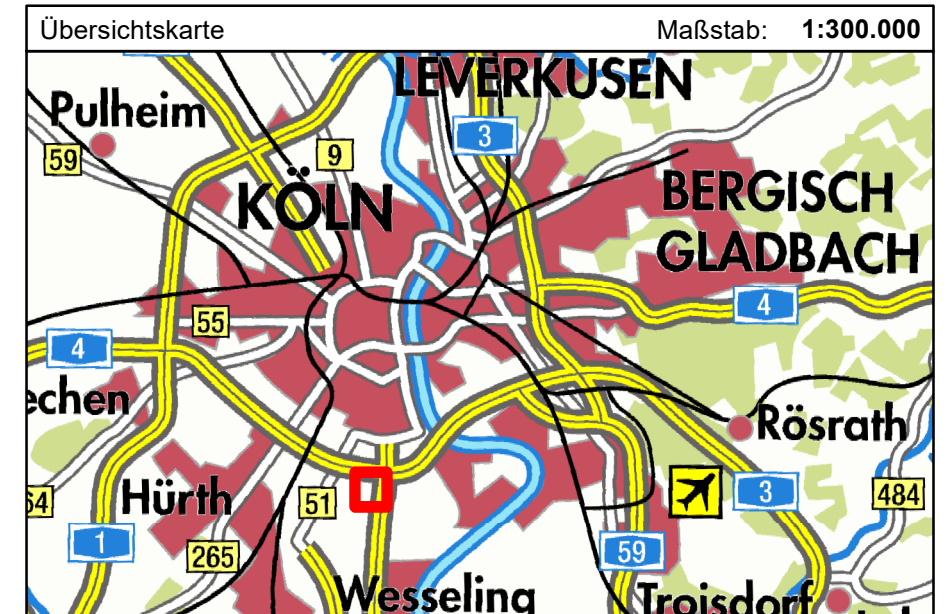 Übersichtskarte Maßstab: 1:300.000
LEVERKUSEN
Pulheim
3
59
9
KÖLN
BERGISCH
GLADBACH
4
55
4
echen
Rösrath
Hürth
51
3
484
64
1
265
59
Wesseling
Troisdorf